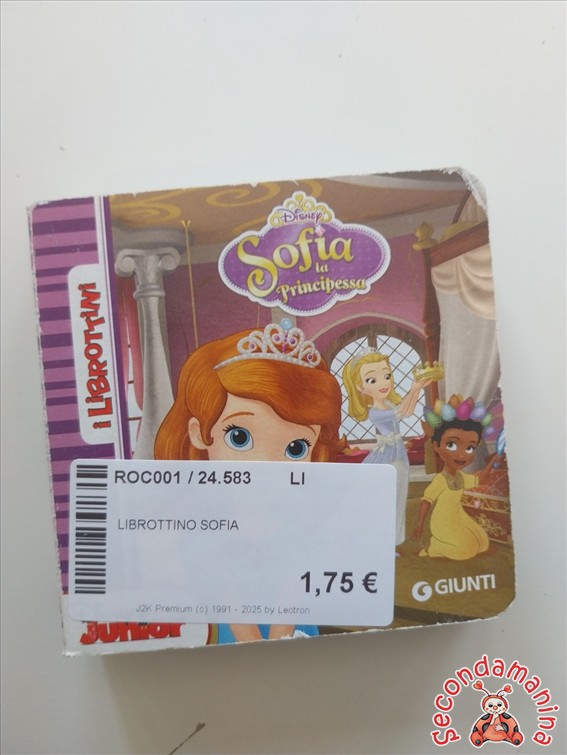 Disney
Sofia
la
Principessa
i LIBROTTINI
ROC001 / 24.583 LI
LIBROTTINO SOFIA
1,75 €
J2K Premium (c) 1991 - 2025 by Leotron
GIUNTI
JUNIOR
secondamanina